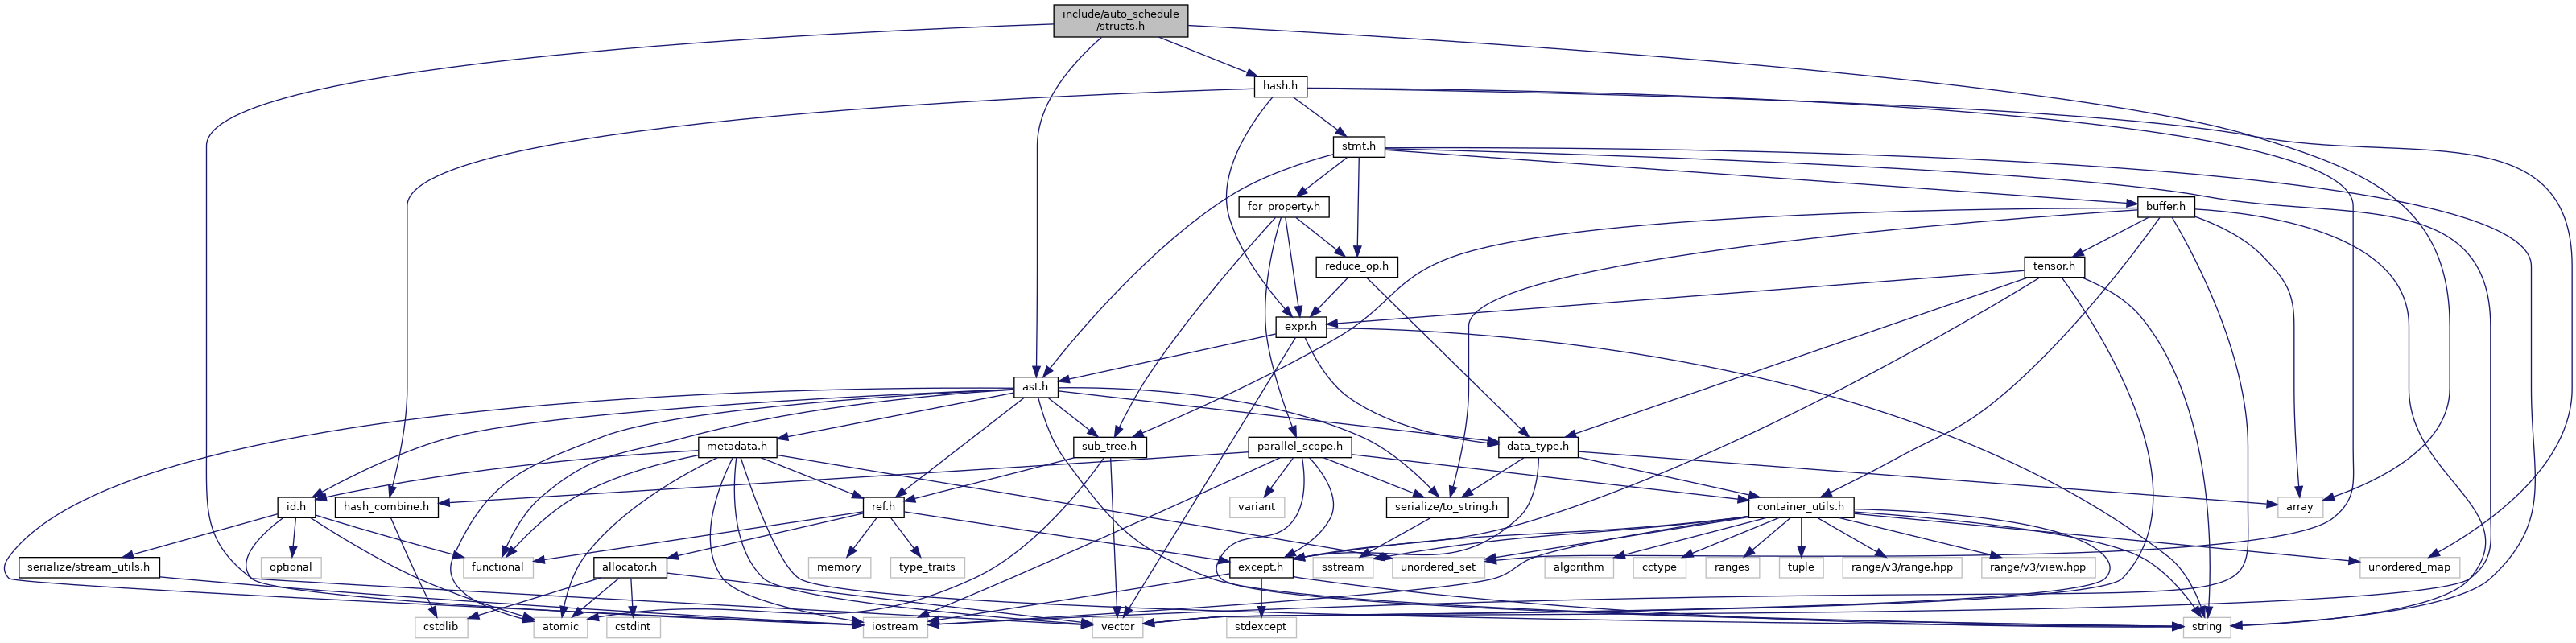 include/auto_schedule
/structs.h
hash.h
stmt.h
for_property.h
buffer.h
reduce_op.h
tensor.h
expr.h
ast.h
metadata.h
sub_tree.h
parallel_scope.h
data_type.h
id.h
hash_combine.h
ref.h
variant
serialize/to_string.h
container_utils.h
array
serialize/stream_utils.h
optional
functional
allocator.h
memory
type_traits
except.h
sstream
unordered_set
algorithm
cctype
ranges
tuple
range/v3/range.hpp
range/v3/view.hpp
unordered_map
cstdlib
atomic
cstdint
iostream
vector
stdexcept
string